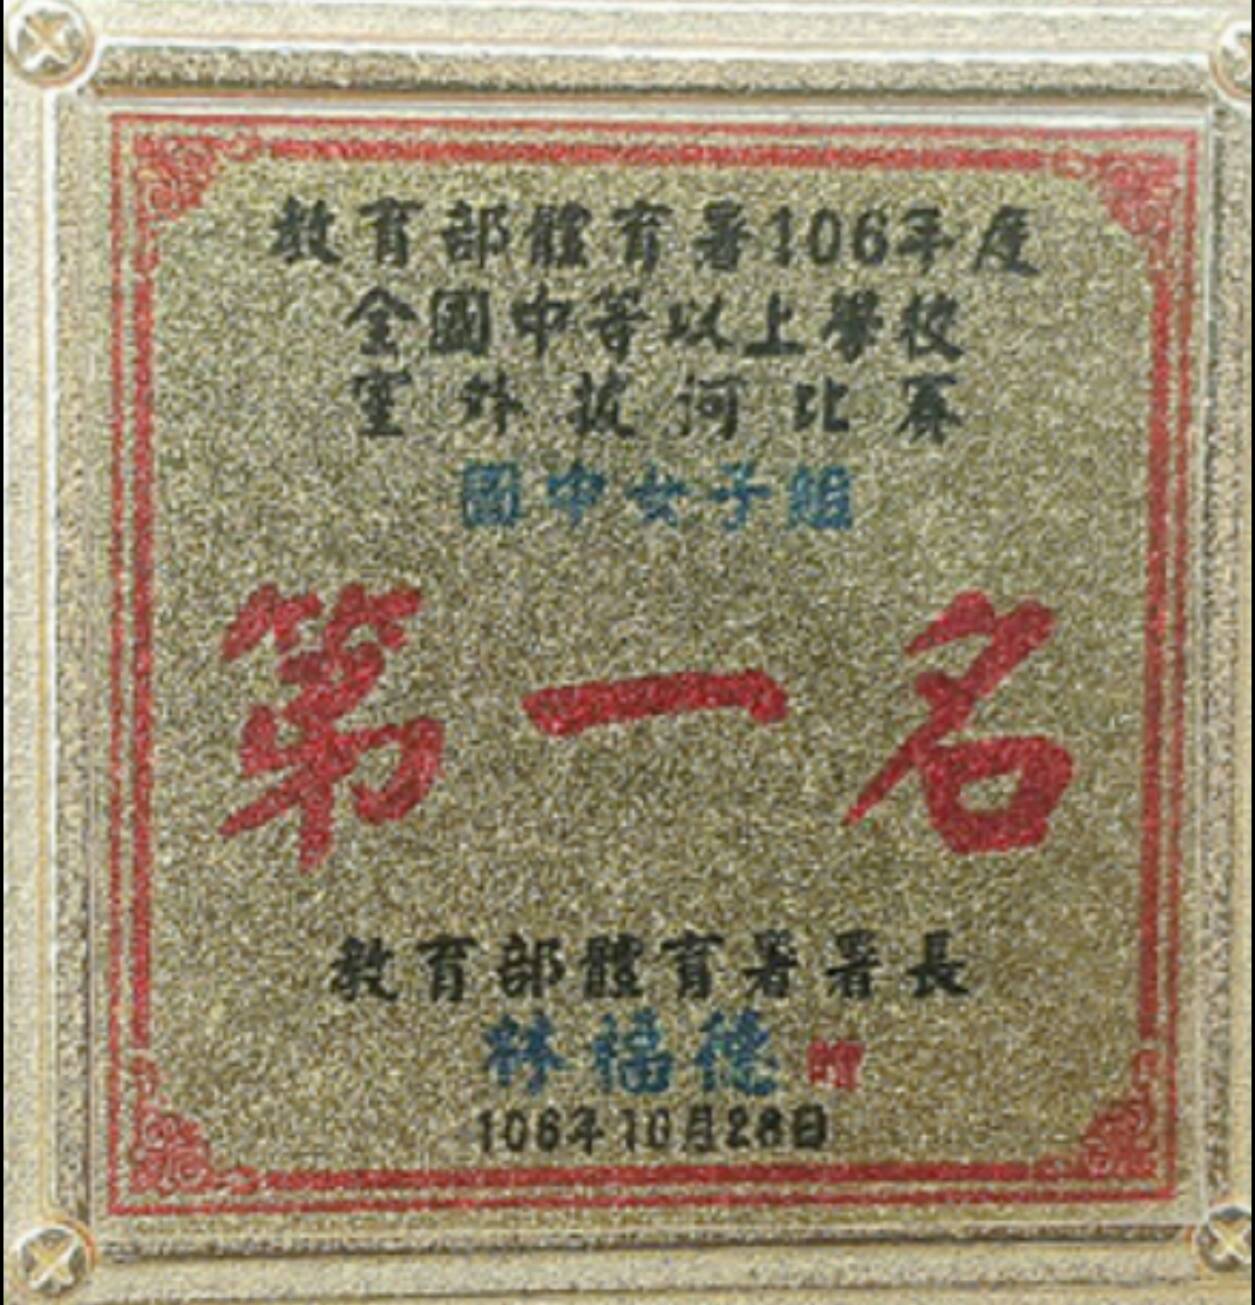 教育部體育署106年度
全國中等以上學校
室外拔河比賽
國中女子組
第一名
教育部體育署署長
林福德 贈
106年10月28日